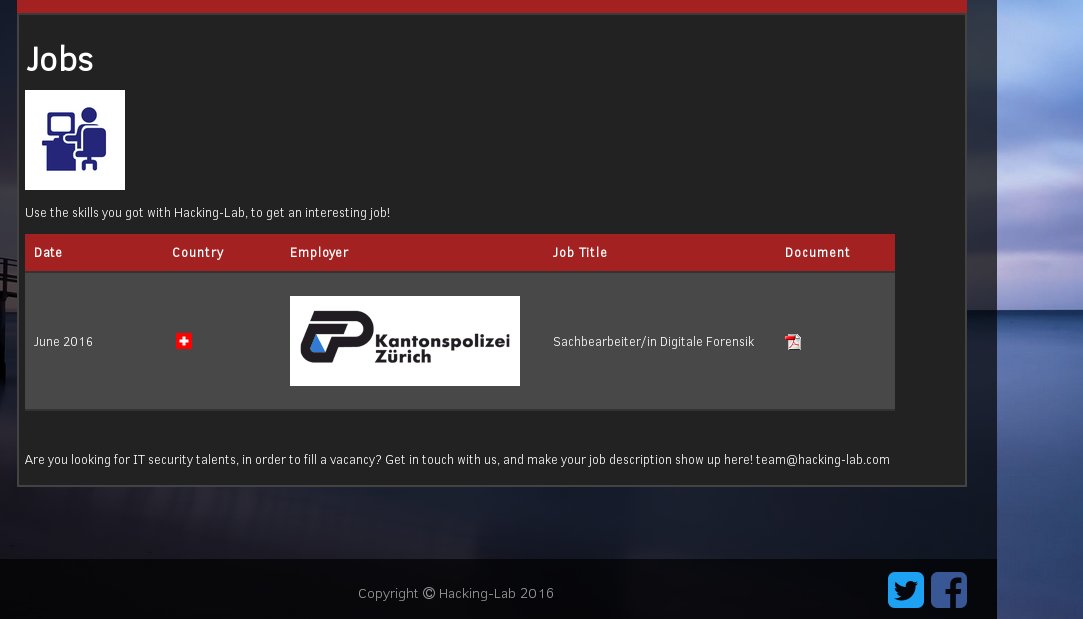 Jobs
Use the skills you got with Hacking-Lab, to get an interesting job!
Date Country Employer Job Title Document
June 2016 Kantonspolizei Zürich Sachbearbeiter/in Digitale Forensik
Are you looking for IT security talents, in order to fill a vacancy? Get in touch with us, and make your job description show up here! team@hacking-lab.com
Copyright © Hacking-Lab 2016